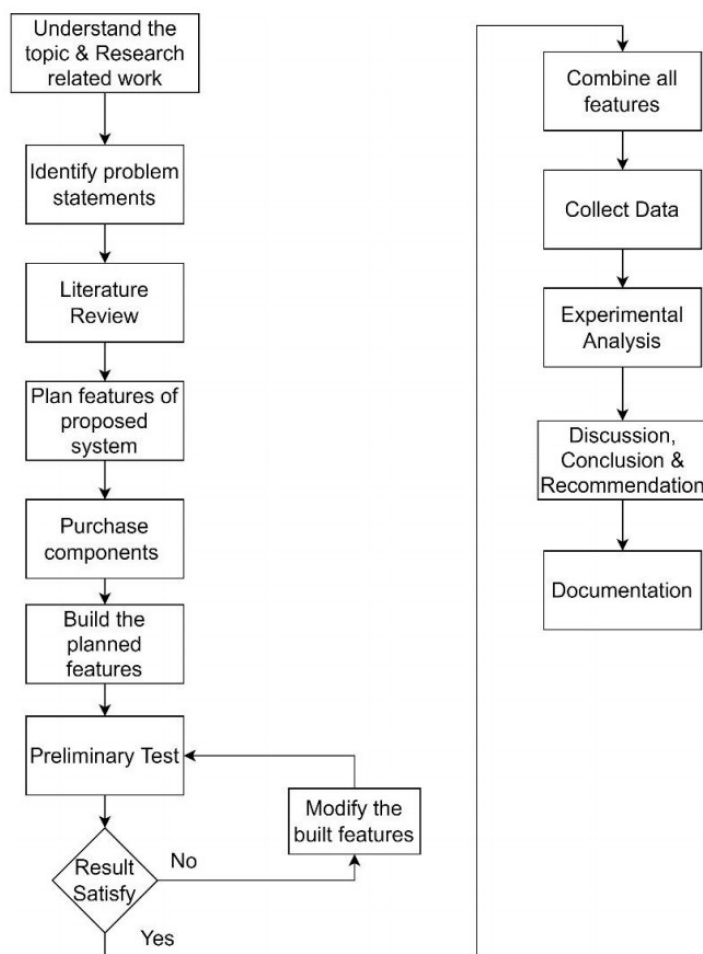 Understand the
topic & Research
related work
Identify problem
statements
Literature
Review
Plan features of
proposed
system
Purchase
components
Build the
planned
features
Preliminary Test
Modify the
built features
Result
Satisfy
No
Yes
Combine all
features
Collect Data
Experimental
Analysis
Discussion,
Conclusion &
Recommendation
Documentation